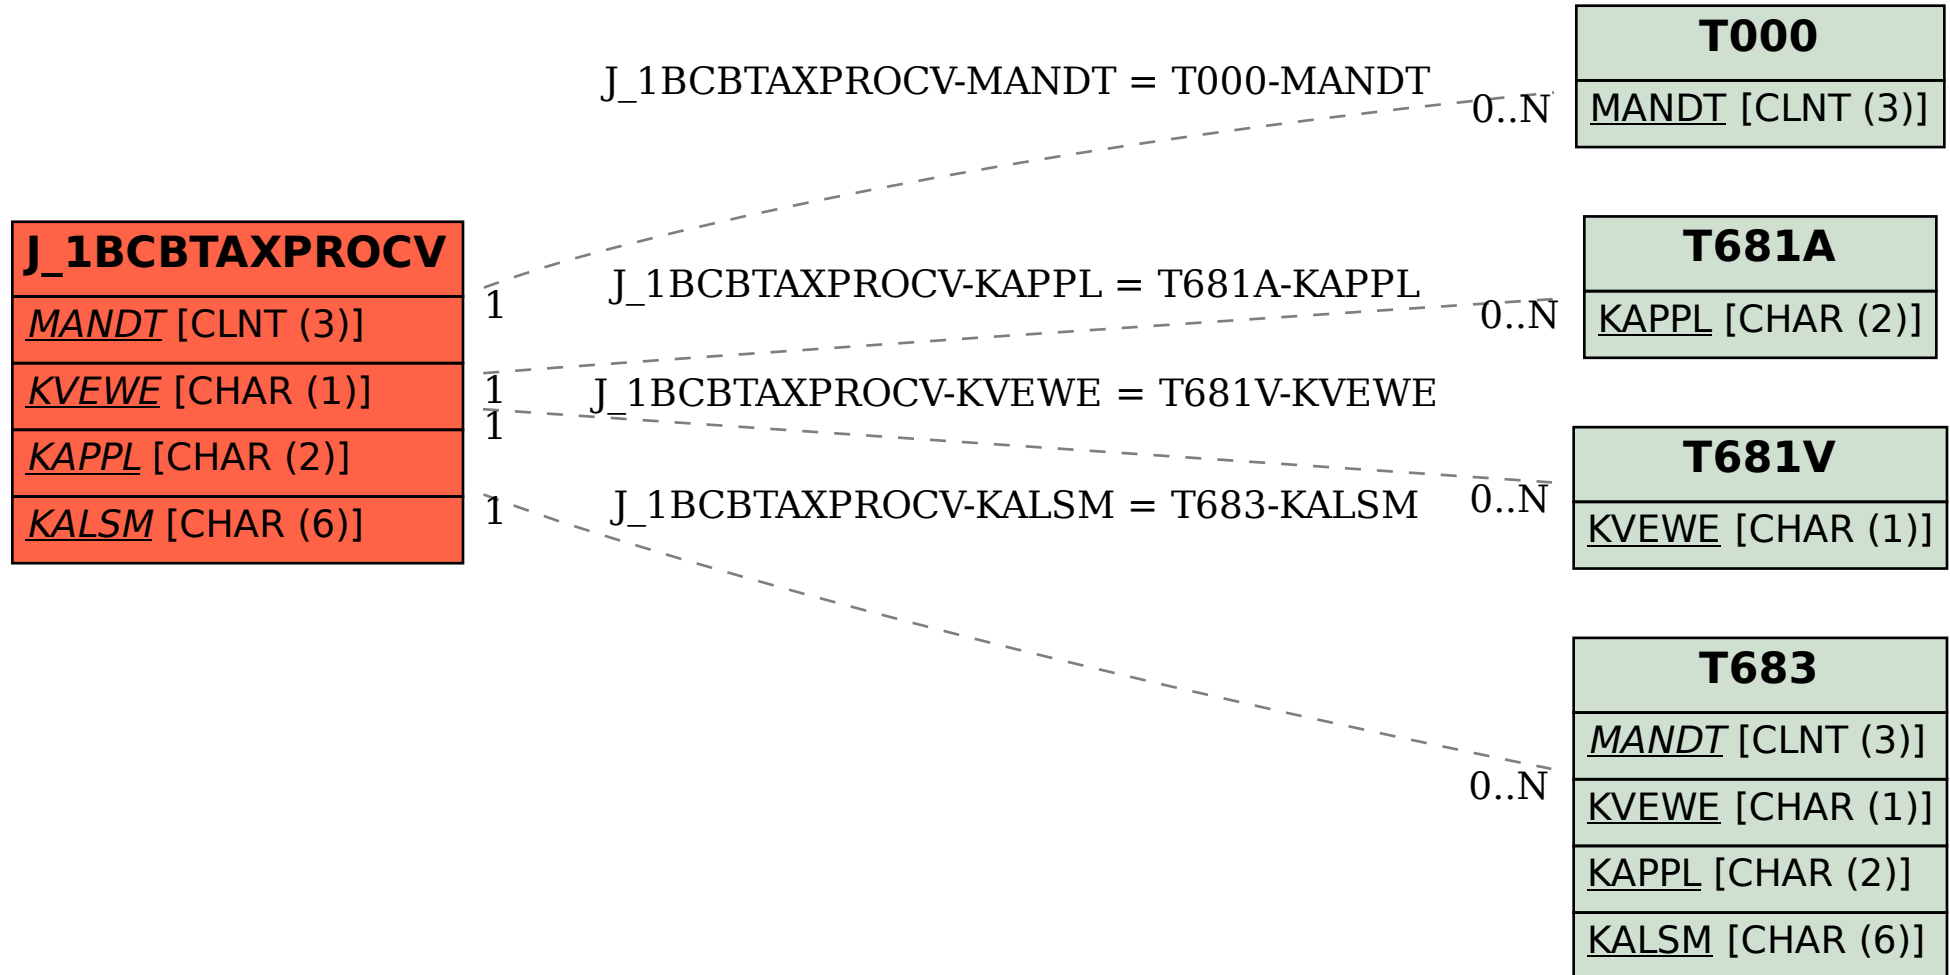 J_1BCBTAXPROCV
MANDT [CLNT (3)]
KVEWE [CHAR (1)]
KAPPL [CHAR (2)]
KALSM [CHAR (6)]
J_1BCBTAXPROCV-MANDT = T000-MANDT
1
0..N
J_1BCBTAXPROCV-KAPPL = T681A-KAPPL
1
0..N
J_1BCBTAXPROCV-KVEWE = T681V-KVEWE
1
0..N
J_1BCBTAXPROCV-KALSM = T683-KALSM
1
0..N
T000
MANDT [CLNT (3)]
T681A
KAPPL [CHAR (2)]
T681V
KVEWE [CHAR (1)]
T683
MANDT [CLNT (3)]
KVEWE [CHAR (1)]
KAPPL [CHAR (2)]
KALSM [CHAR (6)]